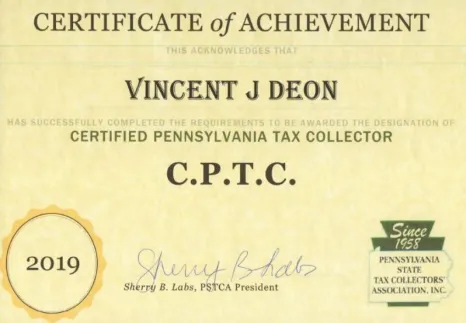 CERTIFICATE of ACHIEVEMENT
THIS ACKNOWLEDGES THAT
VINCENT J DEON
HAS SUCCESSFULLY COMPLETED THE REQUIREMENTS TO BE AWARDED THE DESIGNATION OF
CERTIFIED PENNSYLVANIA TAX COLLECTOR
C.P.T.C.
2019
Sherry B Labs
Sherry B. Labs, PSTCA President
Since
1958
PENNSYLVANIA
STATE
TAX COLLECTORS'
ASSOCIATION, INC.